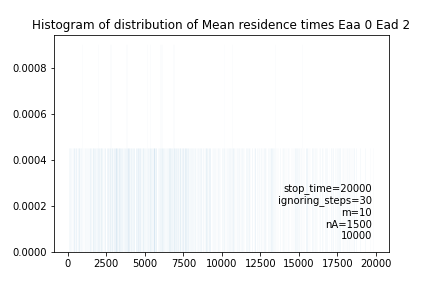 Histogram of distribution of Mean residence times Eaa 0 Ead 2
0.0008
0.0006
0.0004
0.0002
0.0000
stop_time=20000
ignoring_steps=30
m=10
nA=1500
10000
0 2500 5000 7500 10000 12500 15000 17500 20000